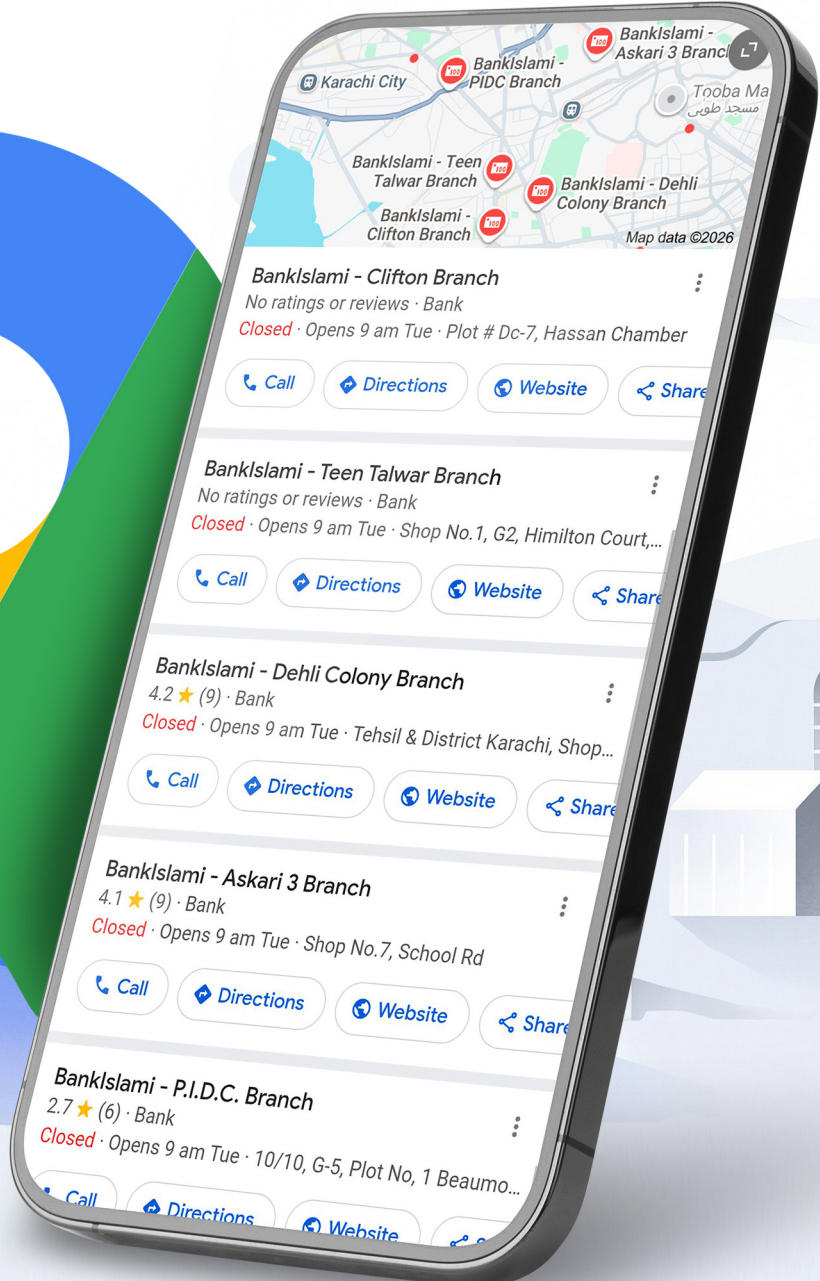 BankIslami -
Askari 3 Branch
BankIslami -
PIDC Branch
Karachi City
Tooba Ma
مسجد طوبى
BankIslami - Teen
Talwar Branch
BankIslami - Dehli
Colony Branch
BankIslami -
Clifton Branch
Map data ©2026
BankIslami - Clifton Branch
No ratings or reviews · Bank
Closed · Opens 9 am Tue · Plot # Dc-7, Hassan Chamber
Call Directions Website Share
BankIslami - Teen Talwar Branch
No ratings or reviews · Bank
Closed · Opens 9 am Tue · Shop No.1, G2, Himilton Court,...
Call Directions Website Share
BankIslami - Dehli Colony Branch
4.2 ★ (9) · Bank
Closed · Opens 9 am Tue · Tehsil & District Karachi, Shop...
Call Directions Website Share
BankIslami - Askari 3 Branch
4.1 ★ (9) · Bank
Closed · Opens 9 am Tue · Shop No.7, School Rd
Call Directions Website Share
BankIslami - P.I.D.C. Branch
2.7 ★ (6) · Bank
Closed · Opens 9 am Tue · 10/10, G-5, Plot No, 1 Beaumo...
Call Directions Website